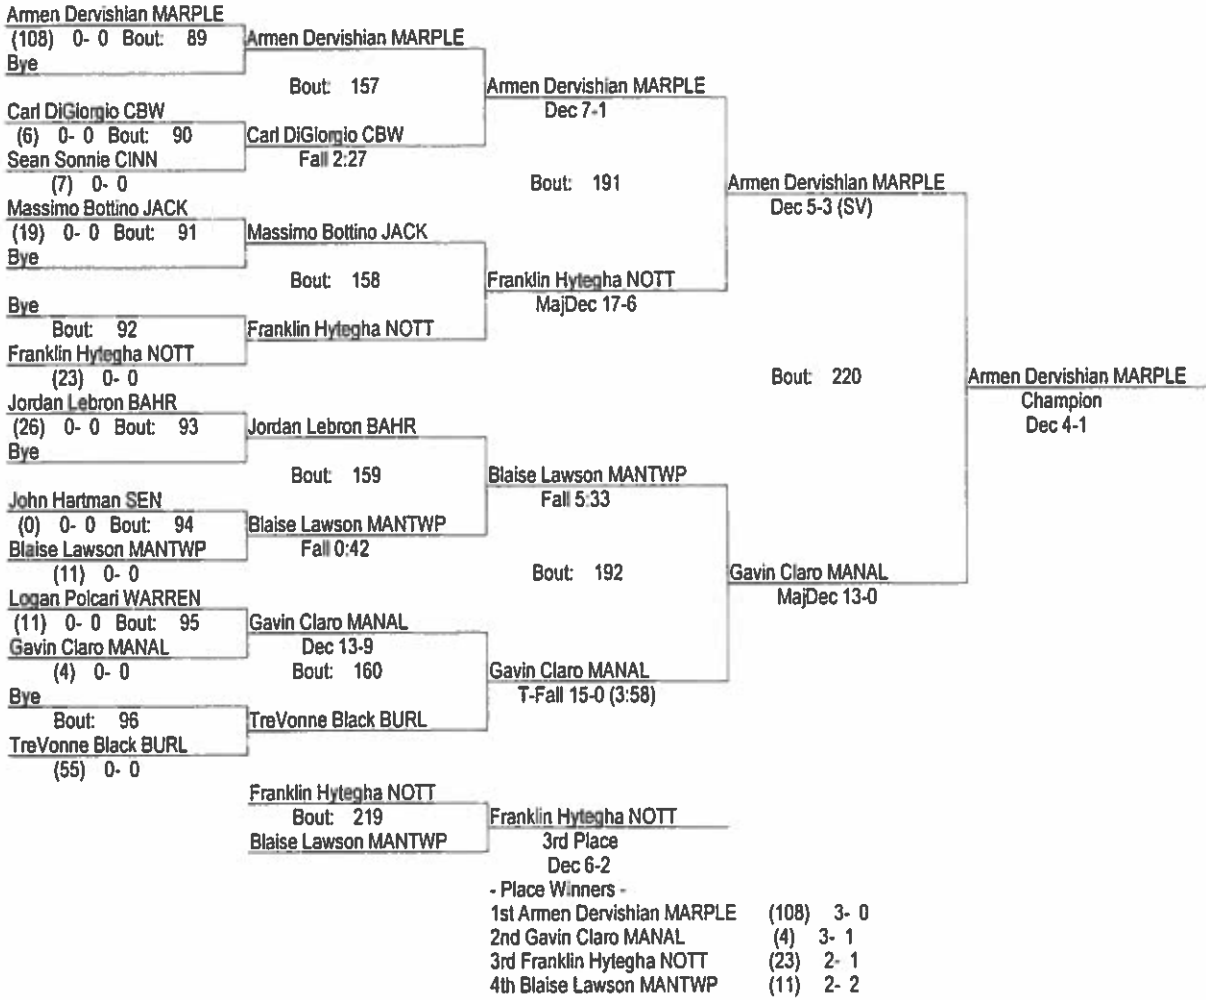 Armen Dervishian MARPLE
(108) 0- 0 Bout: 89
Bye
Armen Dervishian MARPLE
Bout: 157
Carl DiGiorgio CBW
(6) 0- 0 Bout: 90
Sean Sonnie CINN
(7) 0- 0
Carl DiGiorgio CBW
Fall 2:27
Armen Dervishian MARPLE
Dec 7-1
Bout: 191
Massimo Bottino JACK
(19) 0- 0 Bout: 91
Bye
Massimo Bottino JACK
Bout: 158
Bye
Bout: 92
Franklin Hytegha NOTT
(23) 0- 0
Franklin Hytegha NOTT
Franklin Hytegha NOTT
MajDec 17-6
Armen Dervishian MARPLE
Dec 5-3 (SV)
Bout: 220
Armen Dervishian MARPLE
Champion
Dec 4-1
Jordan Lebron BAHR
(26) 0- 0 Bout: 93
Bye
Jordan Lebron BAHR
Bout: 159
John Hartman SEN
(0) 0- 0 Bout: 94
Blaise Lawson MANTWP
(11) 0- 0
Blaise Lawson MANTWP
Fall 0:42
Blaise Lawson MANTWP
Fall 5:33
Bout: 192
Logan Polcari WARREN
(11) 0- 0 Bout: 95
Gavin Claro MANAL
(4) 0- 0
Gavin Claro MANAL
Dec 13-9
Bout: 160
Bye
Bout: 96
TreVonne Black BURL
(55) 0- 0
TreVonne Black BURL
Gavin Claro MANAL
T-Fall 15-0 (3:58)
Gavin Claro MANAL
MajDec 13-0
Franklin Hytegha NOTT
Bout: 219
Blaise Lawson MANTWP
Franklin Hytegha NOTT
3rd Place
Dec 6-2
- Place Winners -
1st Armen Dervishian MARPLE (108) 3- 0
2nd Gavin Claro MANAL (4) 3- 1
3rd Franklin Hytegha NOTT (23) 2- 1
4th Blaise Lawson MANTWP (11) 2- 2